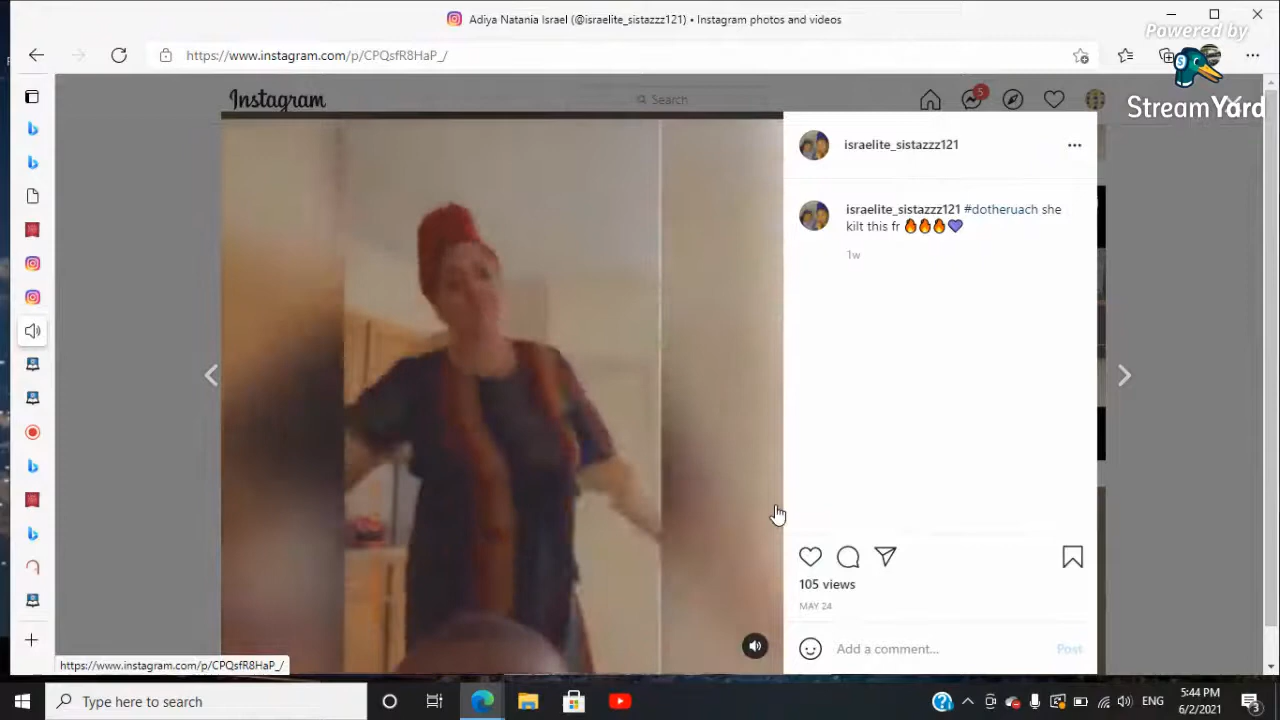 Adiya Natania Israel (@israelite_sistazzz121) • Instagram photos and videos
Powered by
https://www.instagram.com/p/CPQsfR8HaP_/
StreamYard
Instagram
Search
5
israelite_sistazzz121
israelite_sistazzz121 #dotheruach she
kilt this fr 🔥🔥🔥💜
1w
105 views
MAY 24
Add a comment...
Post
https://www.instagram.com/p/CPQsfR8HaP_/
Type here to search
ENG
5:44 PM
6/2/2021
3